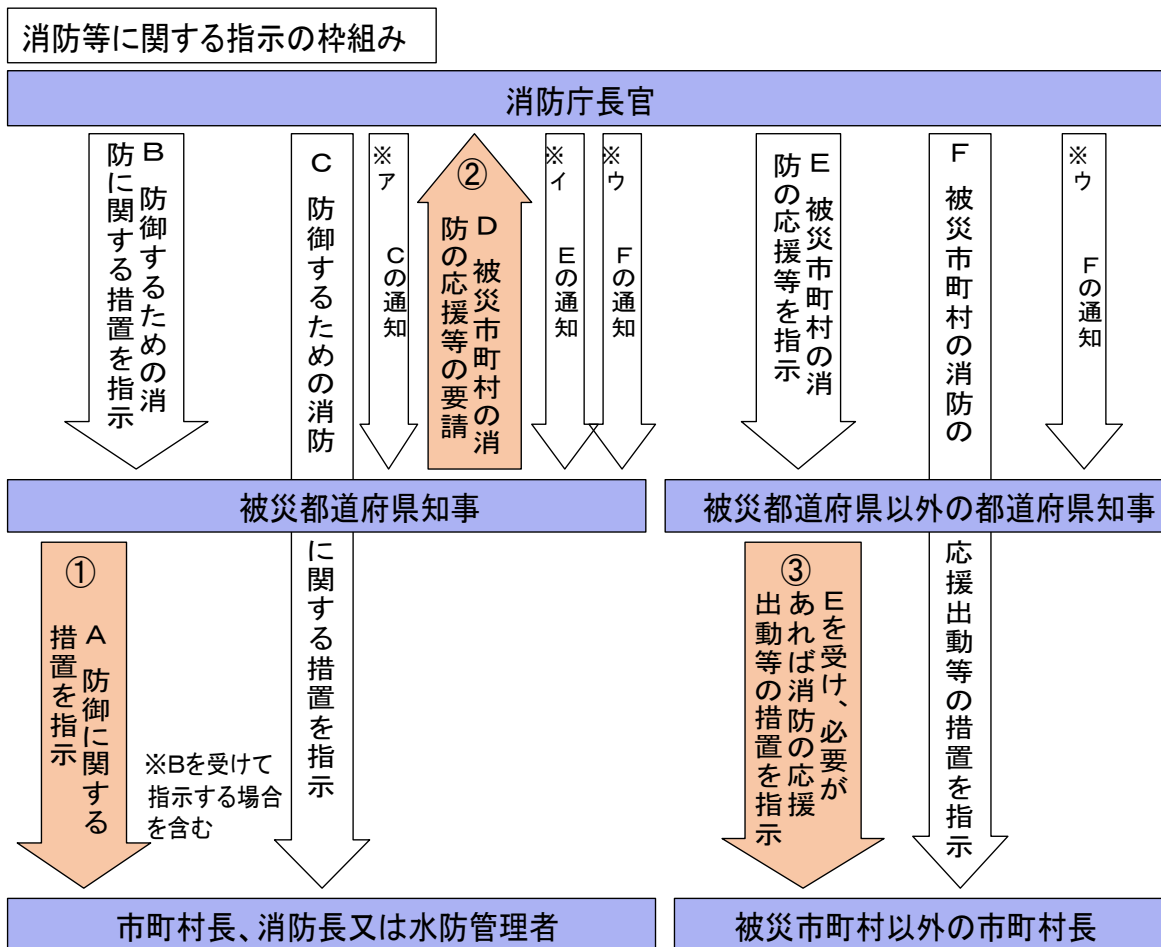 消防等に関する指示の枠組み
消防庁長官
B 防御するための消
防に関する措置を指示
C 防御するための消防
に関する措置を指示
※ア Cの通知
②
D 被災市町村の消
防の応援等の要請
※イ Eの通知
※ウ Fの通知
E 被災市町村の消
防の応援等を指示
F 被災市町村の消防の
応援出動等の措置を指示
※ウ Fの通知
被災都道府県知事
被災都道府県以外の都道府県知事
①
A 防御に関する
措置を指示
※Bを受けて
指示する場合
を含む
③
Eを受け、必要が
あれば消防の応援
出動等の措置を指示
市町村長、消防長又は水防管理者
被災市町村以外の市町村長